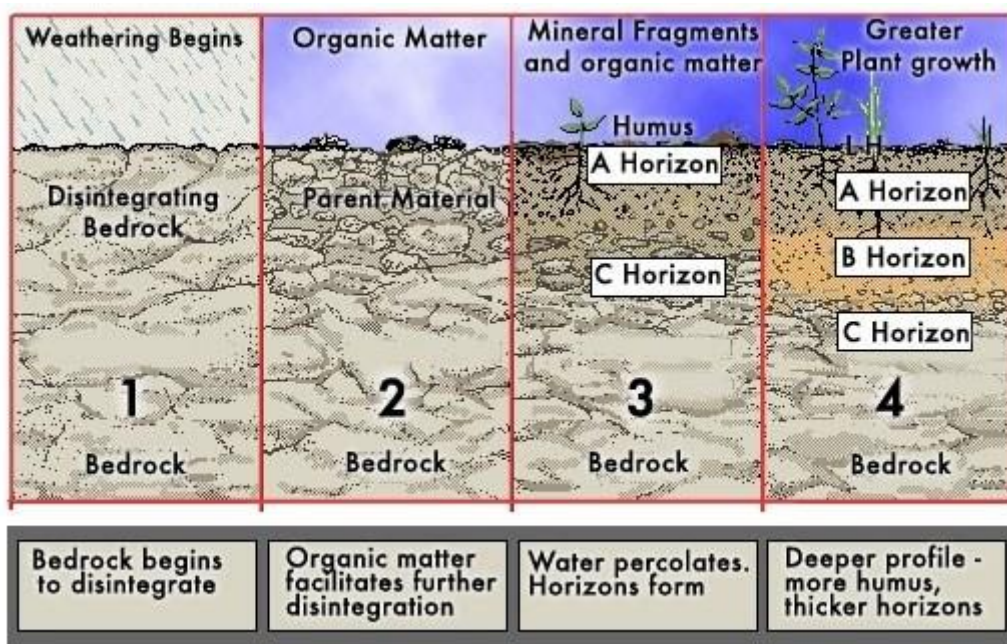 Weathering Begins
Disintegrating
Bedrock
1
Bedrock
Organic Matter
Parent Material
2
Bedrock
Mineral Fragments
and organic matter
Humus
A Horizon
C Horizon
3
Bedrock
Greater
Plant growth
L H
A Horizon
B Horizon
C Horizon
4
Bedrock
Bedrock begins
to disintegrate
Organic matter
facilitates further
disintegration
Water percolates.
Horizons form
Deeper profile -
more humus,
thicker horizons